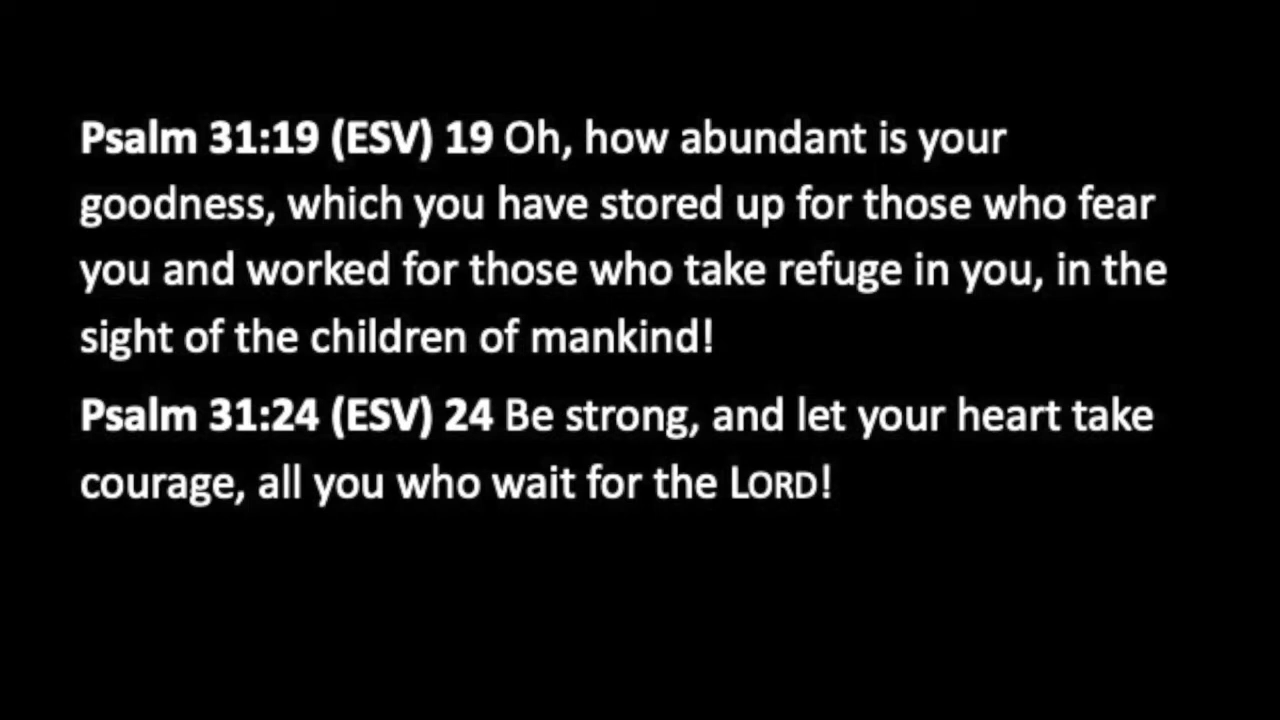 Psalm 31:19 (ESV) 19 Oh, how abundant is your
goodness, which you have stored up for those who fear
you and worked for those who take refuge in you, in the
sight of the children of mankind!
Psalm 31:24 (ESV) 24 Be strong, and let your heart take
courage, all you who wait for the LORD!